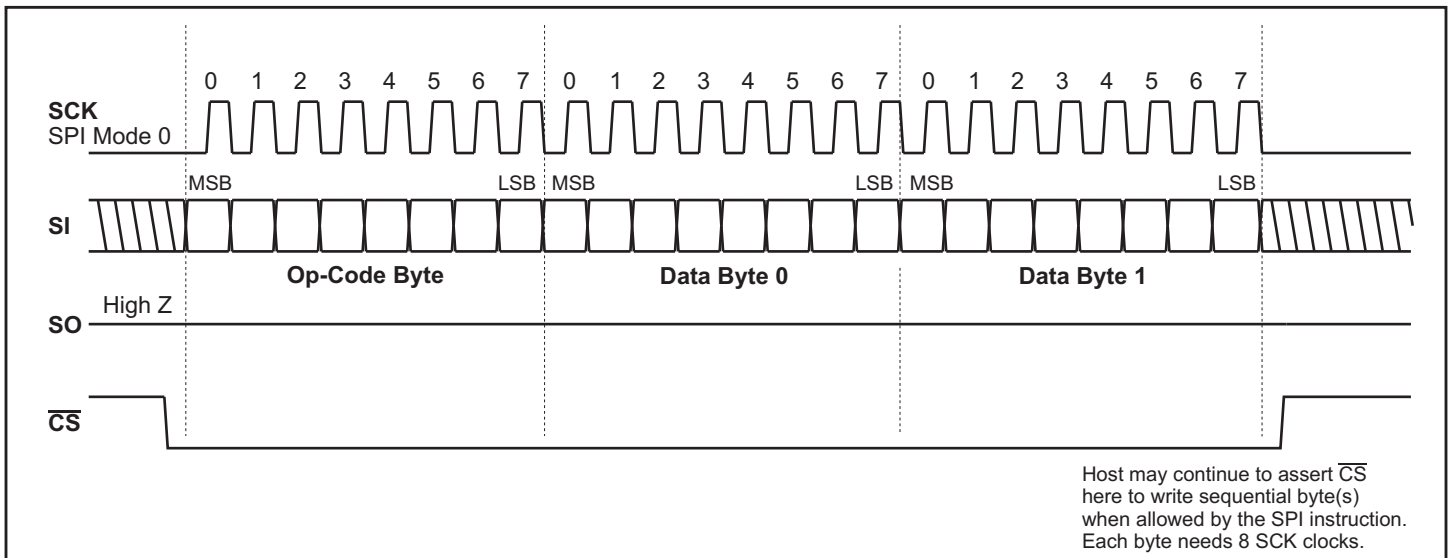 0 1 2 3 4 5 6 7 0 1 2 3 4 5 6 7 0 1 2 3 4 5 6 7
SCK
SPI Mode 0
MSB LSB MSB LSB MSB LSB
SI
Op-Code Byte Data Byte 0 Data Byte 1
High Z
SO
CS
Host may continue to assert CS
here to write sequential byte(s)
when allowed by the SPI instruction.
Each byte needs 8 SCK clocks.